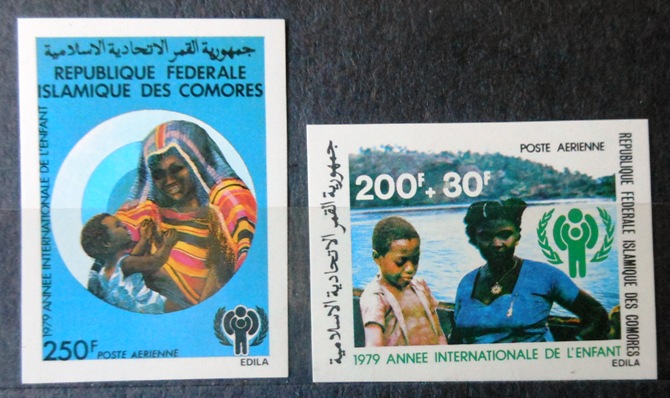 جمهورية القمر الاتحادية الاسلامية
REPUBLIQUE FEDERALE
ISLAMIQUE DES COMORES
1979 ANNEE INTERNATIONALE DE L'ENFANT
250F POSTE AERIENNE
EDILA
جمهورية القمر الاتحادية الاسلامية
POSTE AERIENNE
200F + 30F
REPUBLIQUE FEDERALE ISLAMIQUE DES COMORES
1979 ANNEE INTERNATIONALE DE L'ENFANT
EDILA